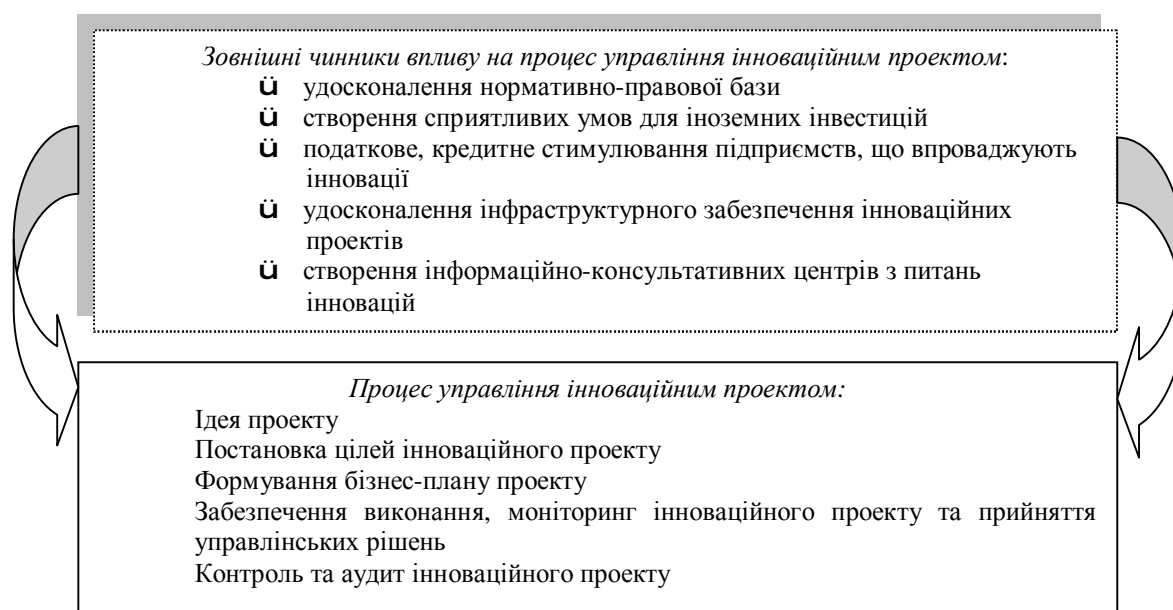 Зовнішні чинники впливу на процес управління інноваційним проектом:
ü удосконалення нормативно-правової бази
ü створення сприятливих умов для іноземних інвестицій
ü податкове, кредитне стимулювання підприємств, що впроваджують
інновації
ü удосконалення інфраструктурного забезпечення інноваційних
проектів
ü створення інформаційно-консультативних центрів з питань
інновацій
Процес управління інноваційним проектом:
Ідея проекту
Постановка цілей інноваційного проекту
Формування бізнес-плану проекту
Забезпечення виконання, моніторинг інноваційного проекту та прийняття
управлінських рішень
Контроль та аудит інноваційного проекту